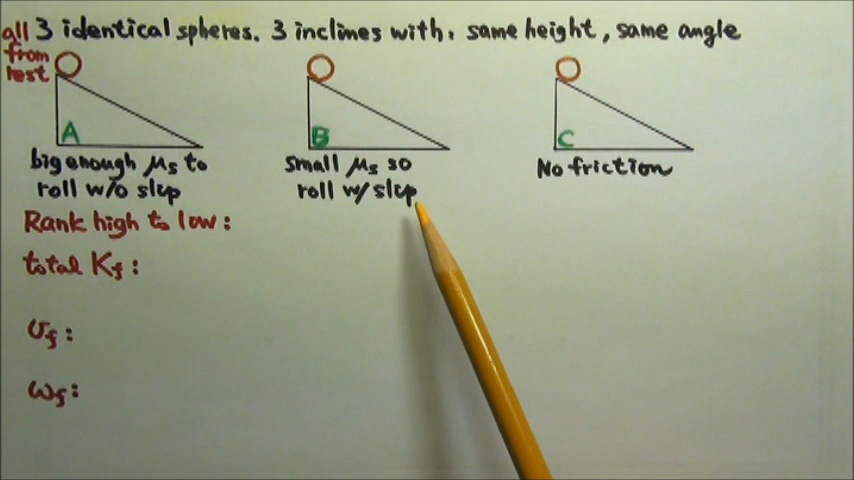 all 3 identical spheres. 3 inclines with: same height, same angle
from
rest
A
B
C
big enough μs to
roll w/o slip
small μs so
roll w/ slip
No friction
Rank high to low:
total Kf:
vf:
ωf: